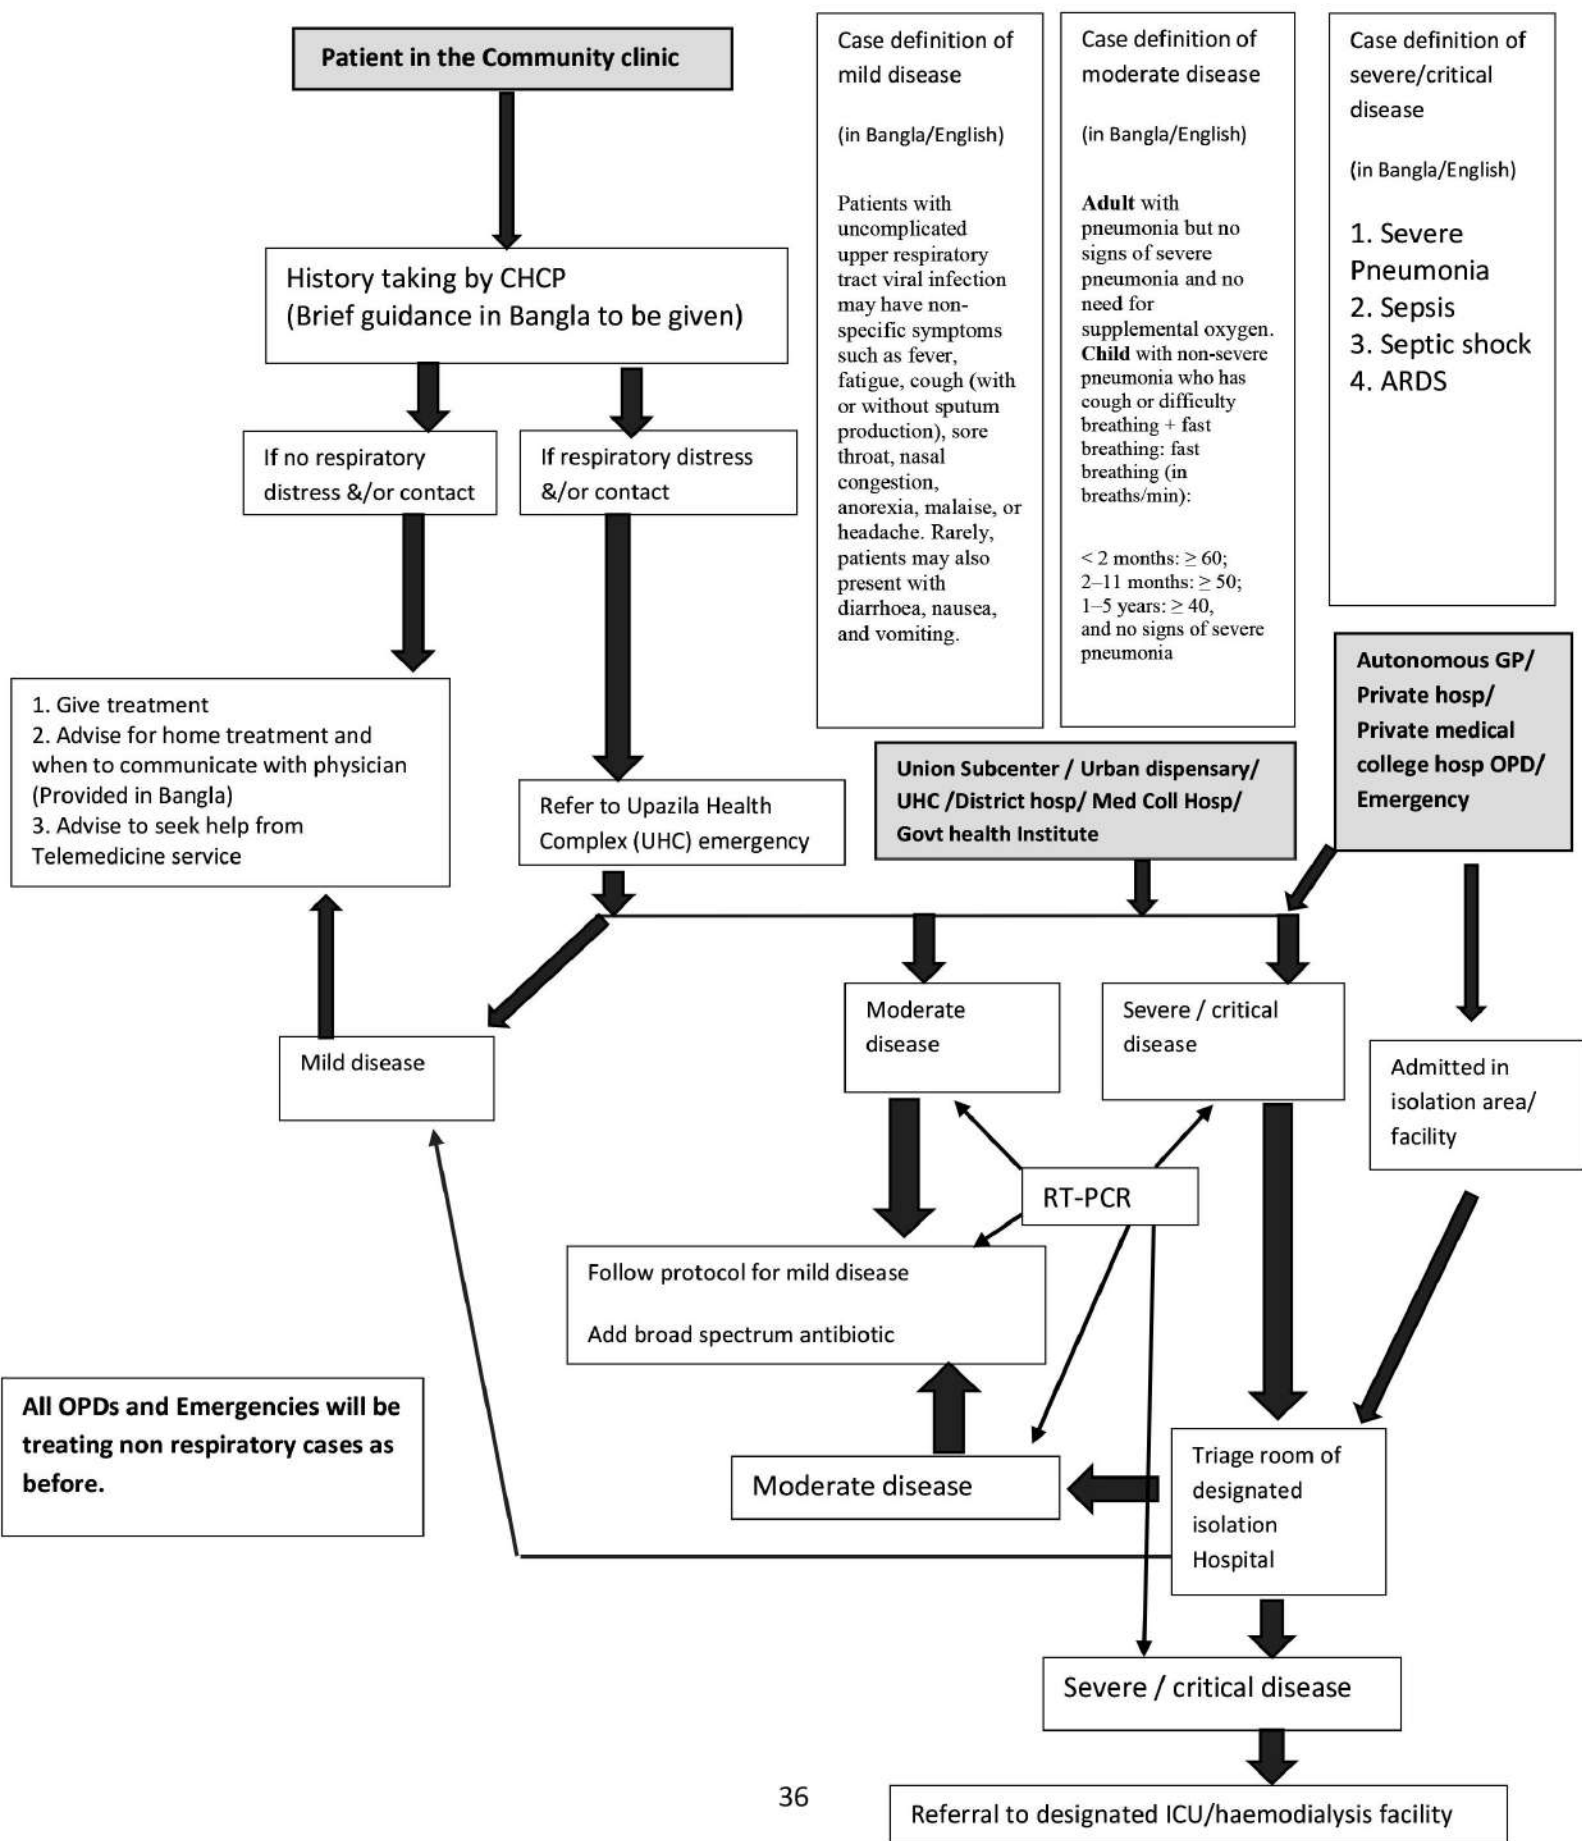 Patient in the Community clinic
History taking by CHCP
(Brief guidance in Bangla to be given)
If no respiratory
distress &/or contact
If respiratory distress
&/or contact
1. Give treatment
2. Advise for home treatment and
when to communicate with physician
(Provided in Bangla)
3. Advise to seek help from
Telemedicine service
Refer to Upazila Health
Complex (UHC) emergency
Case definition of
mild disease
(in Bangla/English)
Patients with
uncomplicated
upper respiratory
tract viral infection
may have non-
specific symptoms
such as fever,
fatigue, cough (with
or without sputum
production), sore
throat, nasal
congestion,
anorexia, malaise, or
headache. Rarely,
patients may also
present with
diarrhoea, nausea,
and vomiting.
Case definition of
moderate disease
(in Bangla/English)
Adult with
pneumonia but no
signs of severe
pneumonia and no
need for
supplemental oxygen.
Child with non-severe
pneumonia who has
cough or difficulty
breathing + fast
breathing: fast
breathing (in
breaths/min):
< 2 months: ≥ 60;
2–11 months: ≥ 50;
1–5 years: ≥ 40,
and no signs of severe
pneumonia
Case definition of
severe/critical
disease
(in Bangla/English)
1. Severe
Pneumonia
2. Sepsis
3. Septic shock
4. ARDS
Union Subcenter / Urban dispensary/
UHC /District hosp/ Med Coll Hosp/
Govt health Institute
Autonomous GP/
Private hosp/
Private medical
college hosp OPD/
Emergency
Mild disease
Moderate
disease
Severe / critical
disease
Admitted in
isolation area/
facility
RT-PCR
Follow protocol for mild disease
Add broad spectrum antibiotic
All OPDs and Emergencies will be
treating non respiratory cases as
before.
Moderate disease
Triage room of
designated
isolation
Hospital
Severe / critical disease
Referral to designated ICU/haemodialysis facility
36